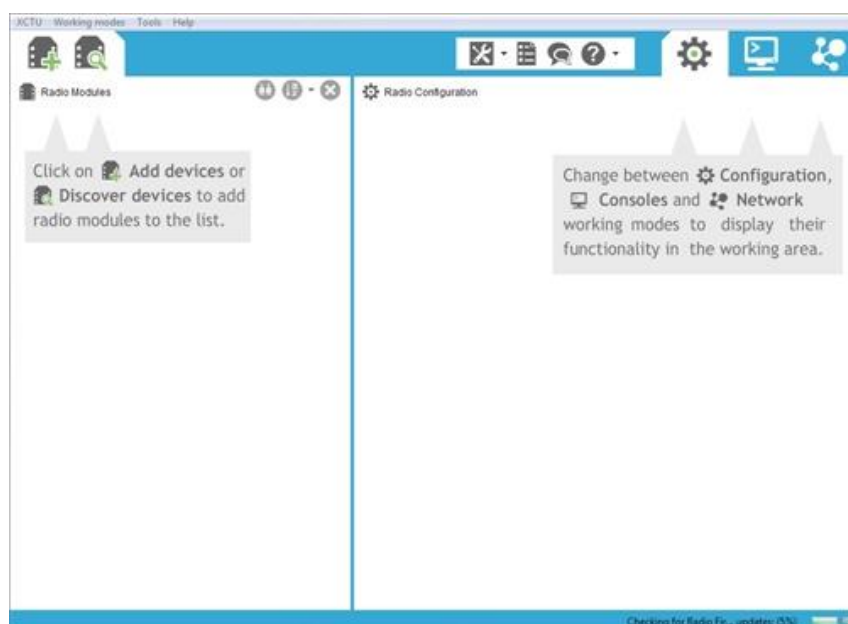 XCTU Working modes Tools Help
Radio Modules
Radio Configuration
Click on Add devices or
Discover devices to add
radio modules to the list.
Change between Configuration,
Consoles and Network
working modes to display their
functionality in the working area.
Checking for Radio Fir... updates: (5%)